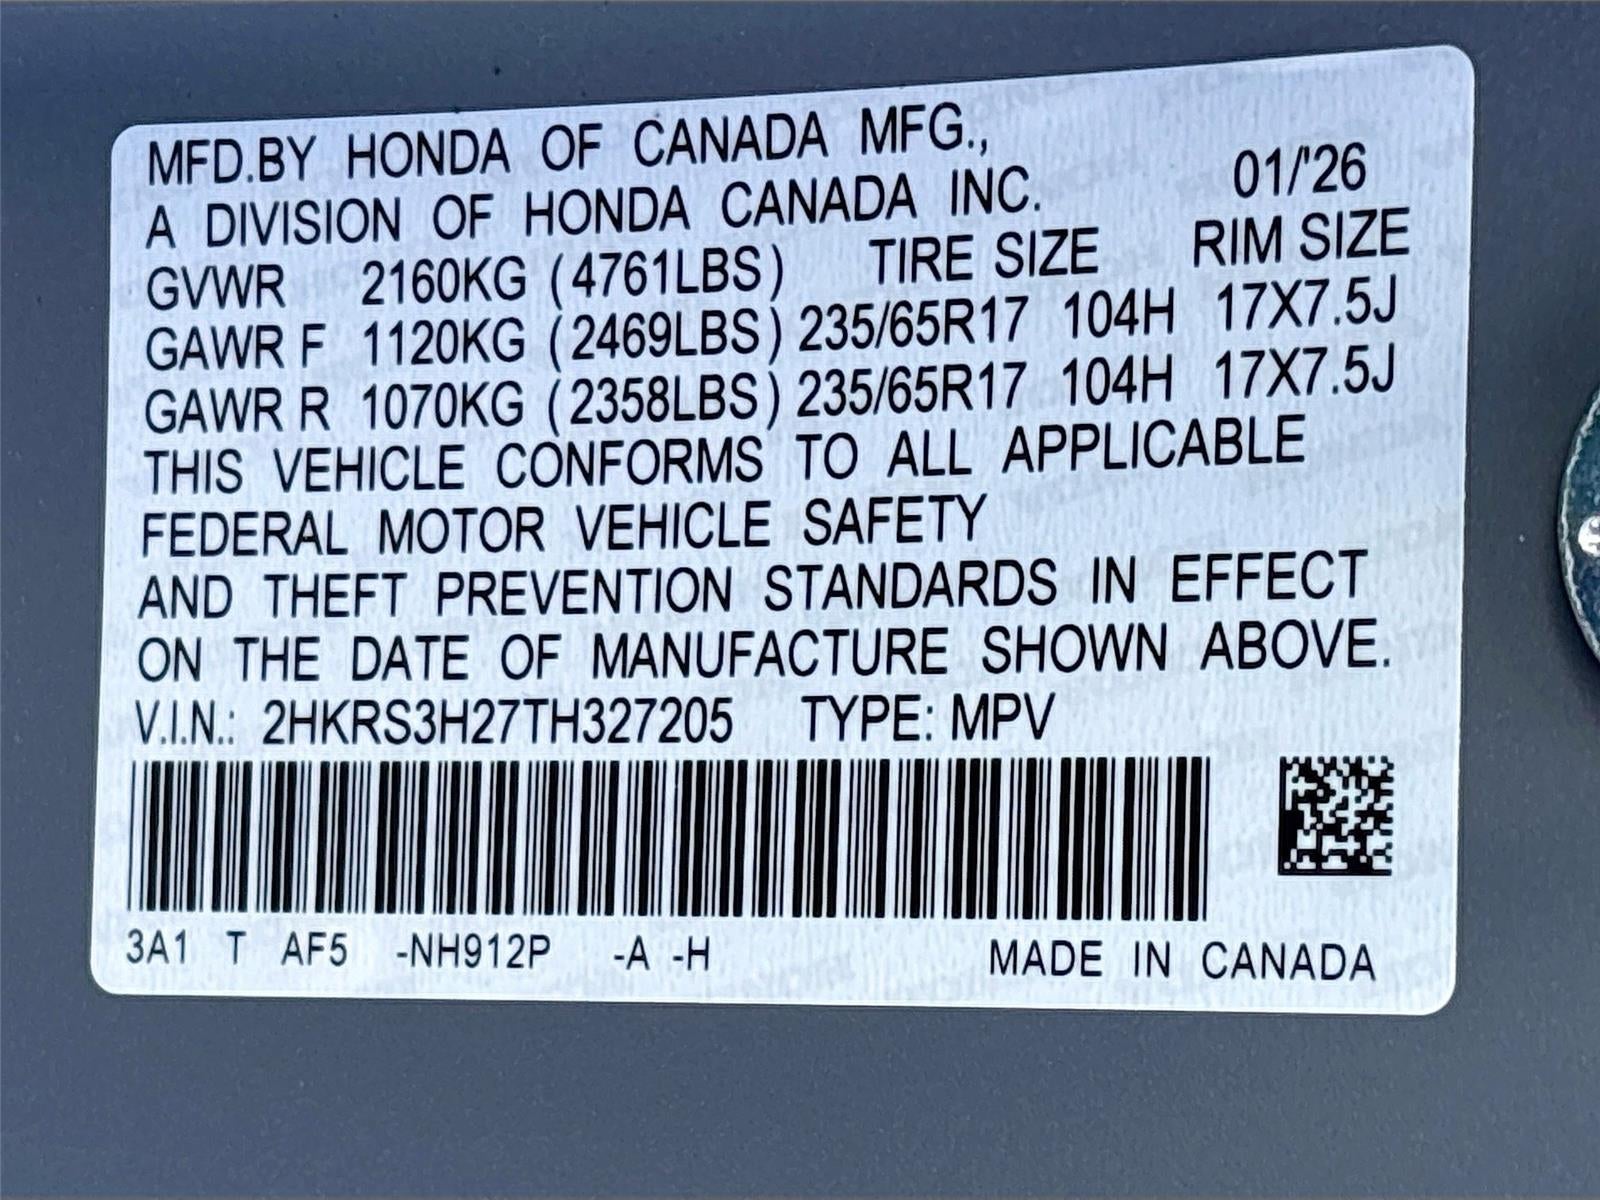 MFD.BY HONDA OF CANADA MFG.,
A DIVISION OF HONDA CANADA INC. 01/'26
GVWR 2160KG (4761LBS) TIRE SIZE RIM SIZE
GAWR F 1120KG (2469LBS) 235/65R17 104H 17X7.5J
GAWR R 1070KG (2358LBS) 235/65R17 104H 17X7.5J
THIS VEHICLE CONFORMS TO ALL APPLICABLE
FEDERAL MOTOR VEHICLE SAFETY
AND THEFT PREVENTION STANDARDS IN EFFECT
ON THE DATE OF MANUFACTURE SHOWN ABOVE.
V.I.N.: 2HKRS3H27TH327205 TYPE: MPV
3A1 T AF5 -NH912P -A -H MADE IN CANADA